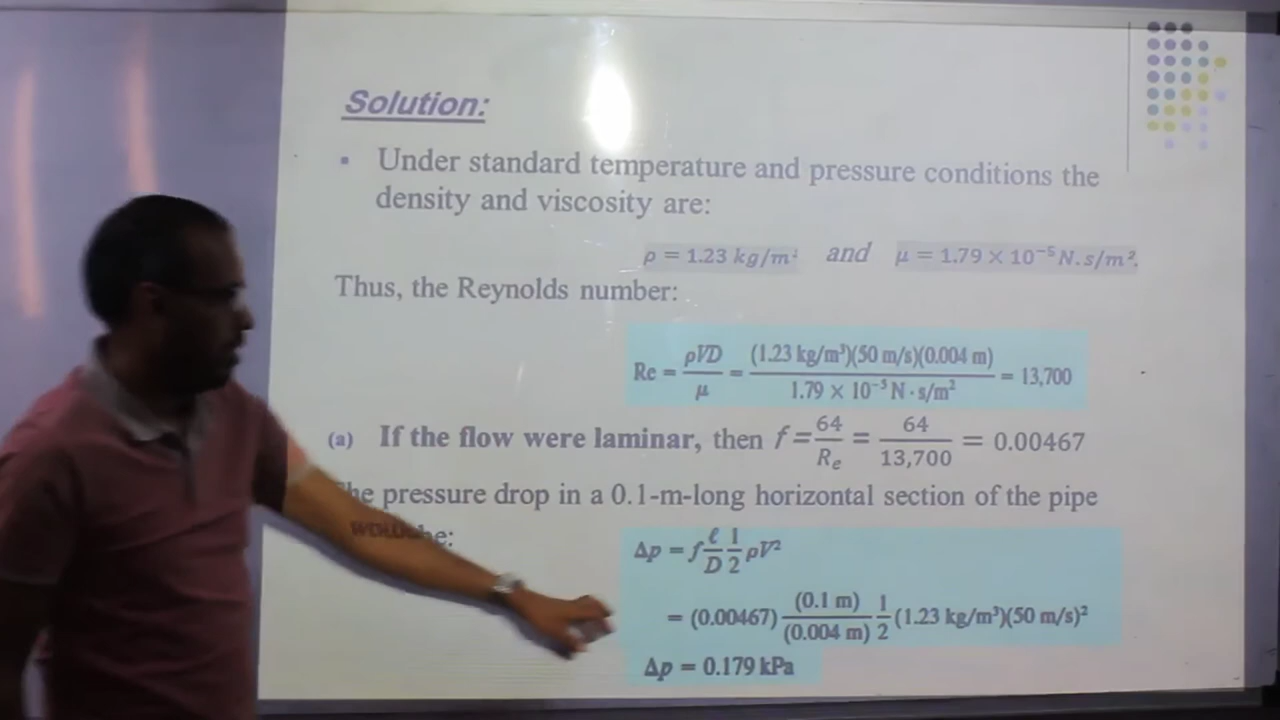 Solution:
▪ Under standard temperature and pressure conditions the
density and viscosity are:
ρ = 1.23 kg/m³ and μ = 1.79 × 10⁻⁵ N.s/m².
Thus, the Reynolds number:
Re = ρVD/μ = (1.23 kg/m³)(50 m/s)(0.004 m)/1.79 × 10⁻⁵ N · s/m² = 13,700
(a) If the flow were laminar, then f = 64/Re = 64/13,700 = 0.00467
he pressure drop in a 0.1-m-long horizontal section of the pipe
be:
Δp = f ℓ/D 1/2 ρV²
= (0.00467) (0.1 m)/(0.004 m) 1/2 (1.23 kg/m³)(50 m/s)²
Δp = 0.179 kPa